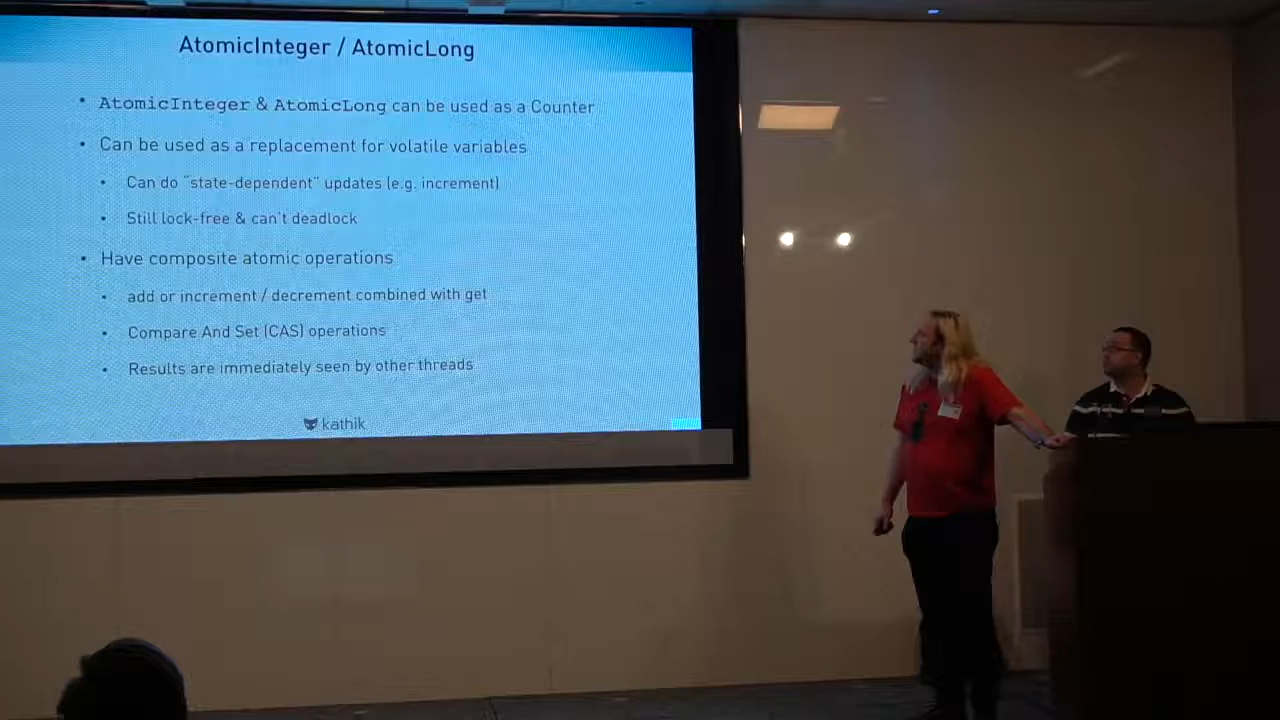 AtomicInteger / AtomicLong
• AtomicInteger & AtomicLong can be used as a Counter
• Can be used as a replacement for volatile variables
• Can do "state-dependent" updates (e.g. increment)
• Still lock-free & can't deadlock
• Have composite atomic operations
• add or increment / decrement combined with get
• Compare And Set (CAS) operations
• Results are immediately seen by other threads
kathik